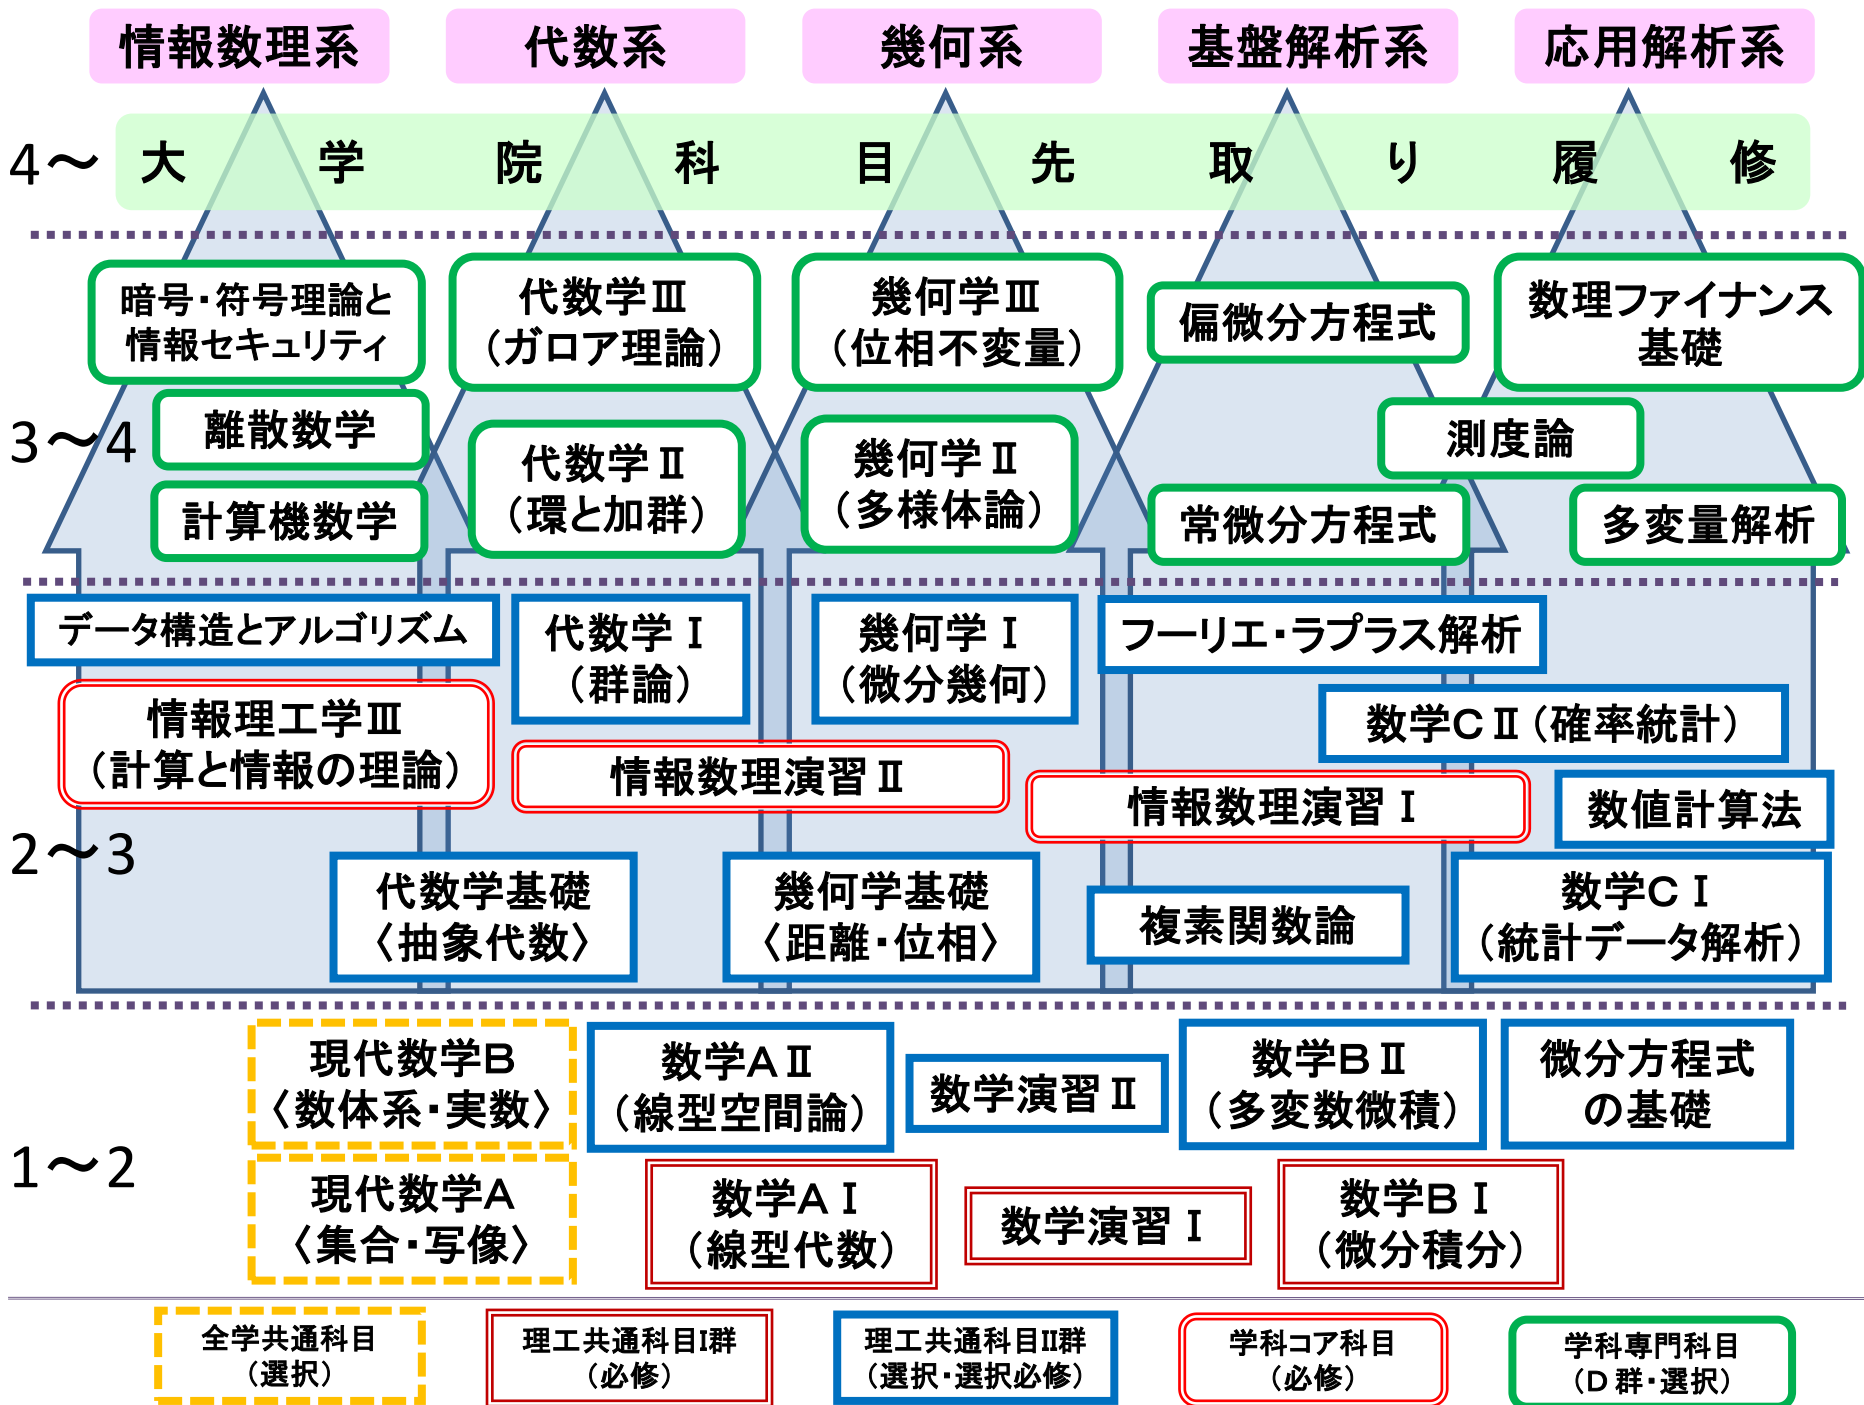 情報数理系
代数系
幾何系
基盤解析系
応用解析系
4～
大学院科目先取り履修
暗号・符号理論と
情報セキュリティ
代数学Ⅲ
（ガロア理論）
幾何学Ⅲ
（位相不変量）
偏微分方程式
数理ファイナンス
基礎
3～4
離散数学
計算機数学
代数学Ⅱ
（環と加群）
幾何学Ⅱ
（多様体論）
測度論
常微分方程式
多変量解析
データ構造とアルゴリズム
代数学Ⅰ
（群論）
幾何学Ⅰ
（微分幾何）
フーリエ・ラプラス解析
情報理工学Ⅲ
（計算と情報の理論）
数学CⅡ（確率統計）
情報数理演習Ⅱ
情報数理演習Ⅰ
数値計算法
2～3
代数学基礎
〈抽象代数〉
幾何学基礎
〈距離・位相〉
複素関数論
数学CⅠ
（統計データ解析）
現代数学B
〈数体系・実数〉
数学AⅡ
（線型空間論）
数学演習Ⅱ
数学BⅡ
（多変数微積）
微分方程式
の基礎
1～2
現代数学A
〈集合・写像〉
数学AⅠ
（線型代数）
数学演習Ⅰ
数学BⅠ
（微分積分）
全学共通科目
（選択）
理工共通科目Ⅰ群
（必修）
理工共通科目Ⅱ群
（選択・選択必修）
学科コア科目
（必修）
学科専門科目
（D群・選択）